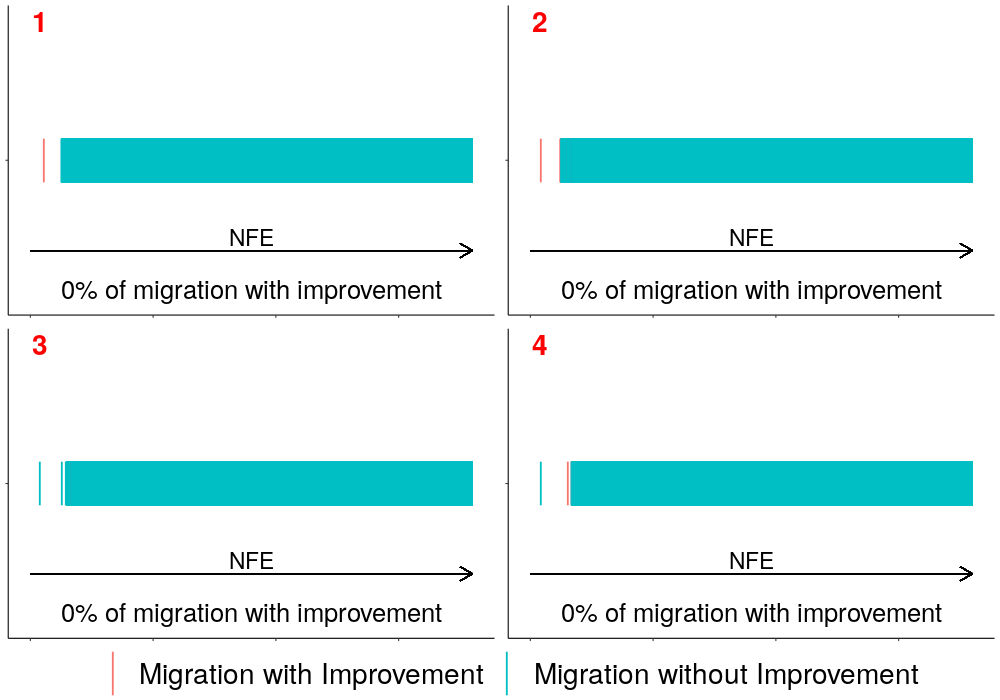 1
NFE
0% of migration with improvement
2
NFE
0% of migration with improvement
3
NFE
0% of migration with improvement
4
NFE
0% of migration with improvement
Migration with Improvement
Migration without Improvement